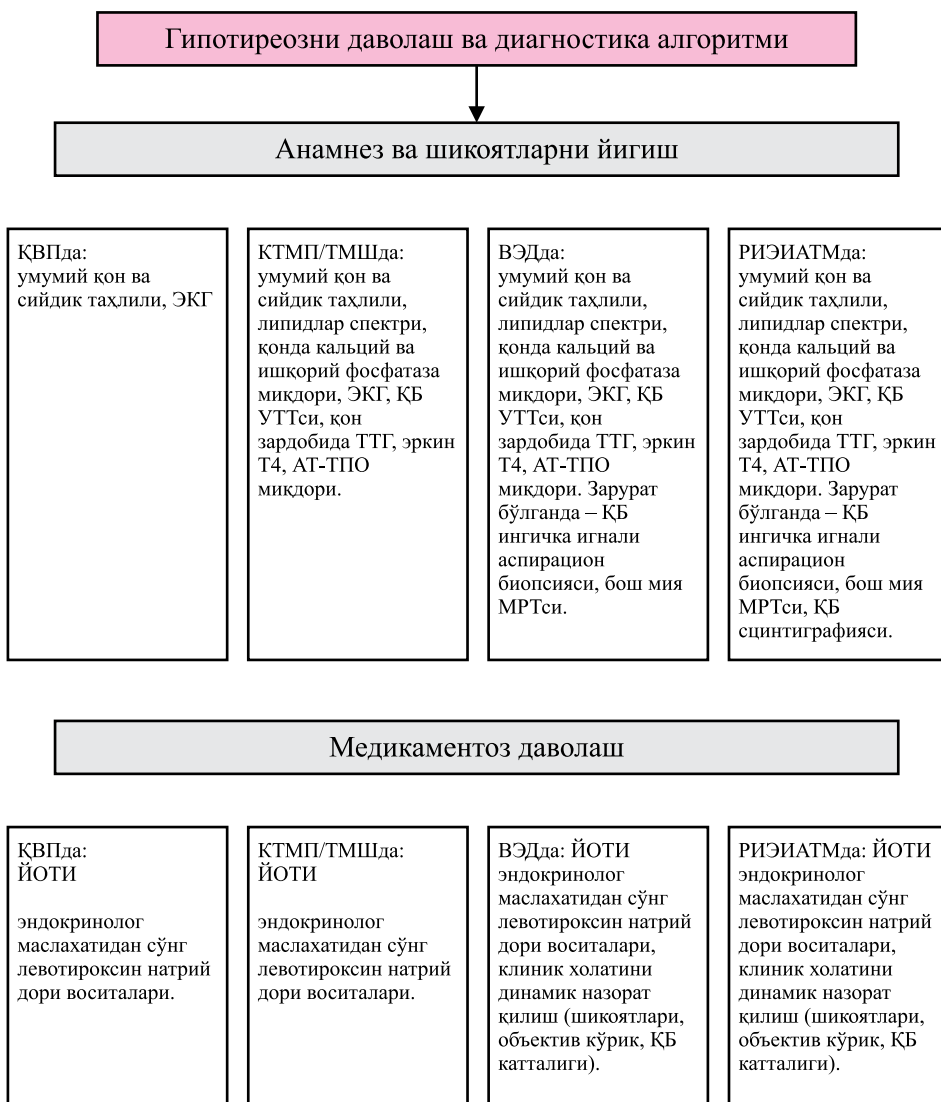 Гипотиреозни даволаш ва диагностика алгоритми
Анамнез ва шикоятларни йиғиш
ҚВПда:
умумий қон ва
сийдик таҳлили, ЭКГ
КТМП/ТМШда:
умумий қон ва
сийдик таҳлили,
липидлар спектри,
қонда кальций ва
ишқорий фосфатаза
миқдори, ЭКГ, ҚБ
УТТси, қон
зардобида ТТГ, эркин
Т4, АТ-ТПО
миқдори.
ВЭДда:
умумий қон ва
сийдик таҳлили,
липидлар спектри,
қонда кальций ва
ишқорий фосфатаза
миқдори, ЭКГ, ҚБ
УТТси, қон
зардобида ТТГ, эркин
Т4, АТ-ТПО
миқдори. Зарурат
бўлганда – ҚБ
ингичка игнали
аспирацион
биопсияси, бош мия
МРТси.
РИЭИАТМда:
умумий қон ва
сийдик таҳлили,
липидлар спектри,
қонда кальций ва
ишқорий фосфатаза
миқдори, ЭКГ, ҚБ
УТТси, қон
зардобида ТТГ, эркин
Т4, АТ-ТПО
миқдори. Зарурат
бўлганда – ҚБ
ингичка игнали
аспирацион
биопсияси, бош мия
МРТси, ҚБ
сцинтиграфияси.
Медикаментоз даволаш
ҚВПда:
ЙОТИ
эндокринолог
маслахатидан сўнг
левотироксин натрий
дори воситалари.
КТМП/ТМШда:
ЙОТИ
эндокринолог
маслахатидан сўнг
левотироксин натрий
дори воситалари.
ВЭДда: ЙОТИ
эндокринолог
маслахатидан сўнг
левотироксин натрий
дори воситалари,
клиник холатини
динамик назорат
қилиш (шикоятлари,
объектив кўрик, ҚБ
катталиги).
РИЭИАТМда: ЙОТИ
эндокринолог
маслахатидан сўнг
левотироксин натрий
дори воситалари,
клиник холатини
динамик назорат
қилиш (шикоятлари,
объектив кўрик, ҚБ
катталиги).